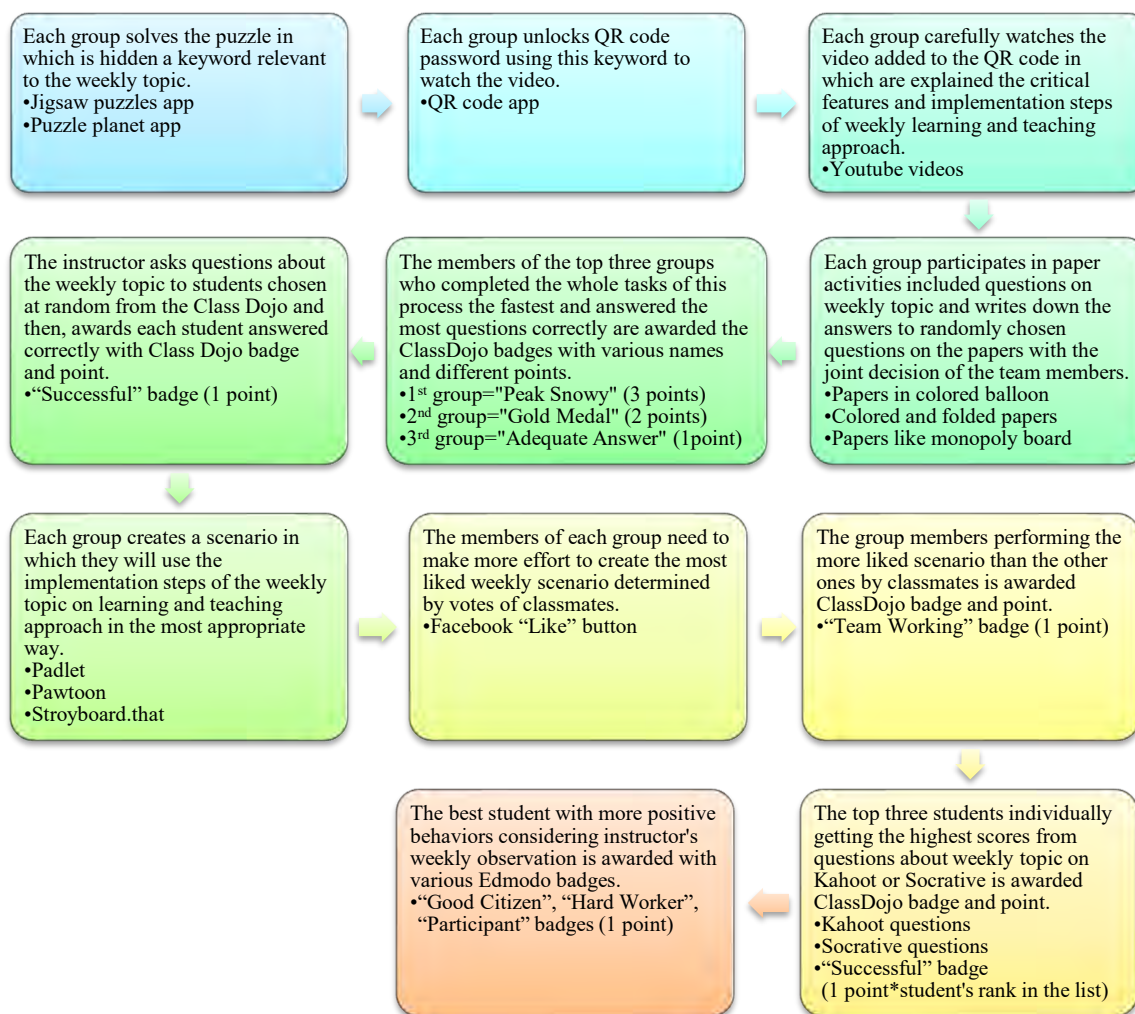 Each group solves the puzzle in
which is hidden a keyword relevant
to the weekly topic.
•Jigsaw puzzles app
•Puzzle planet app
Each group unlocks QR code
password using this keyword to
watch the video.
•QR code app
Each group carefully watches the
video added to the QR code in
which are explained the critical
features and implementation steps
of weekly learning and teaching
approach.
•Youtube videos
Each group participates in paper
activities included questions on
weekly topic and writes down the
answers to randomly chosen
questions on the papers with the
joint decision of the team members.
•Papers in colored balloon
•Colored and folded papers
•Papers like monopoly board
The members of the top three groups
who completed the whole tasks of this
process the fastest and answered the
most questions correctly are awarded the
ClassDojo badges with various names
and different points.
•1st group="Peak Snowy" (3 points)
•2nd group="Gold Medal" (2 points)
•3rd group="Adequate Answer" (1point)
The instructor asks questions about
the weekly topic to students chosen
at random from the Class Dojo and
then, awards each student answered
correctly with Class Dojo badge
and point.
•“Successful” badge (1 point)
Each group creates a scenario in
which they will use the
implementation steps of the weekly
topic on learning and teaching
approach in the most appropriate
way.
•Padlet
•Pawtoon
•Stroyboard.that
The members of each group need to
make more effort to create the most
liked weekly scenario determined
by votes of classmates.
•Facebook “Like” button
The group members performing the
more liked scenario than the other
ones by classmates is awarded
ClassDojo badge and point.
•“Team Working” badge (1 point)
The top three students individually
getting the highest scores from
questions about weekly topic on
Kahoot or Socrative is awarded
ClassDojo badge and point.
•Kahoot questions
•Socrative questions
•“Successful” badge
(1 point*student's rank in the list)
The best student with more positive
behaviors considering instructor's
weekly observation is awarded with
various Edmodo badges.
•“Good Citizen”, “Hard Worker”,
“Participant” badges (1 point)